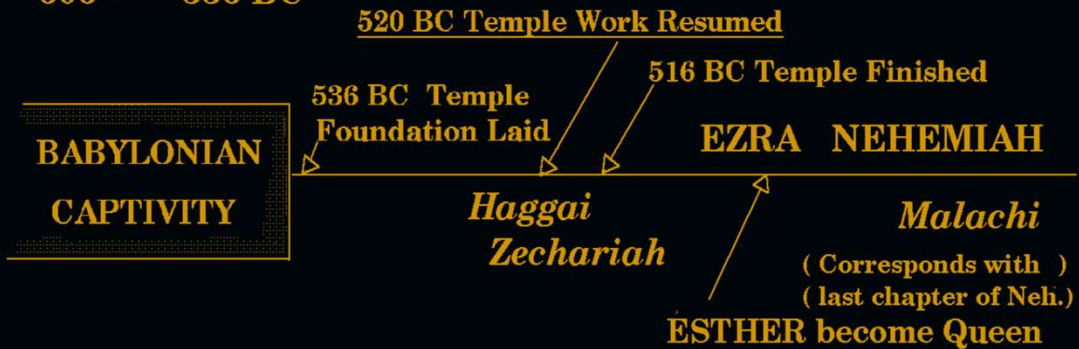 520 BC Temple Work Resumed
516 BC Temple Finished
536 BC Temple
Foundation Laid
BABYLONIAN
CAPTIVITY
EZRA NEHEMIAH
Haggai
Zechariah
Malachi
( Corresponds with )
( last chapter of Neh.)
ESTHER become Queen